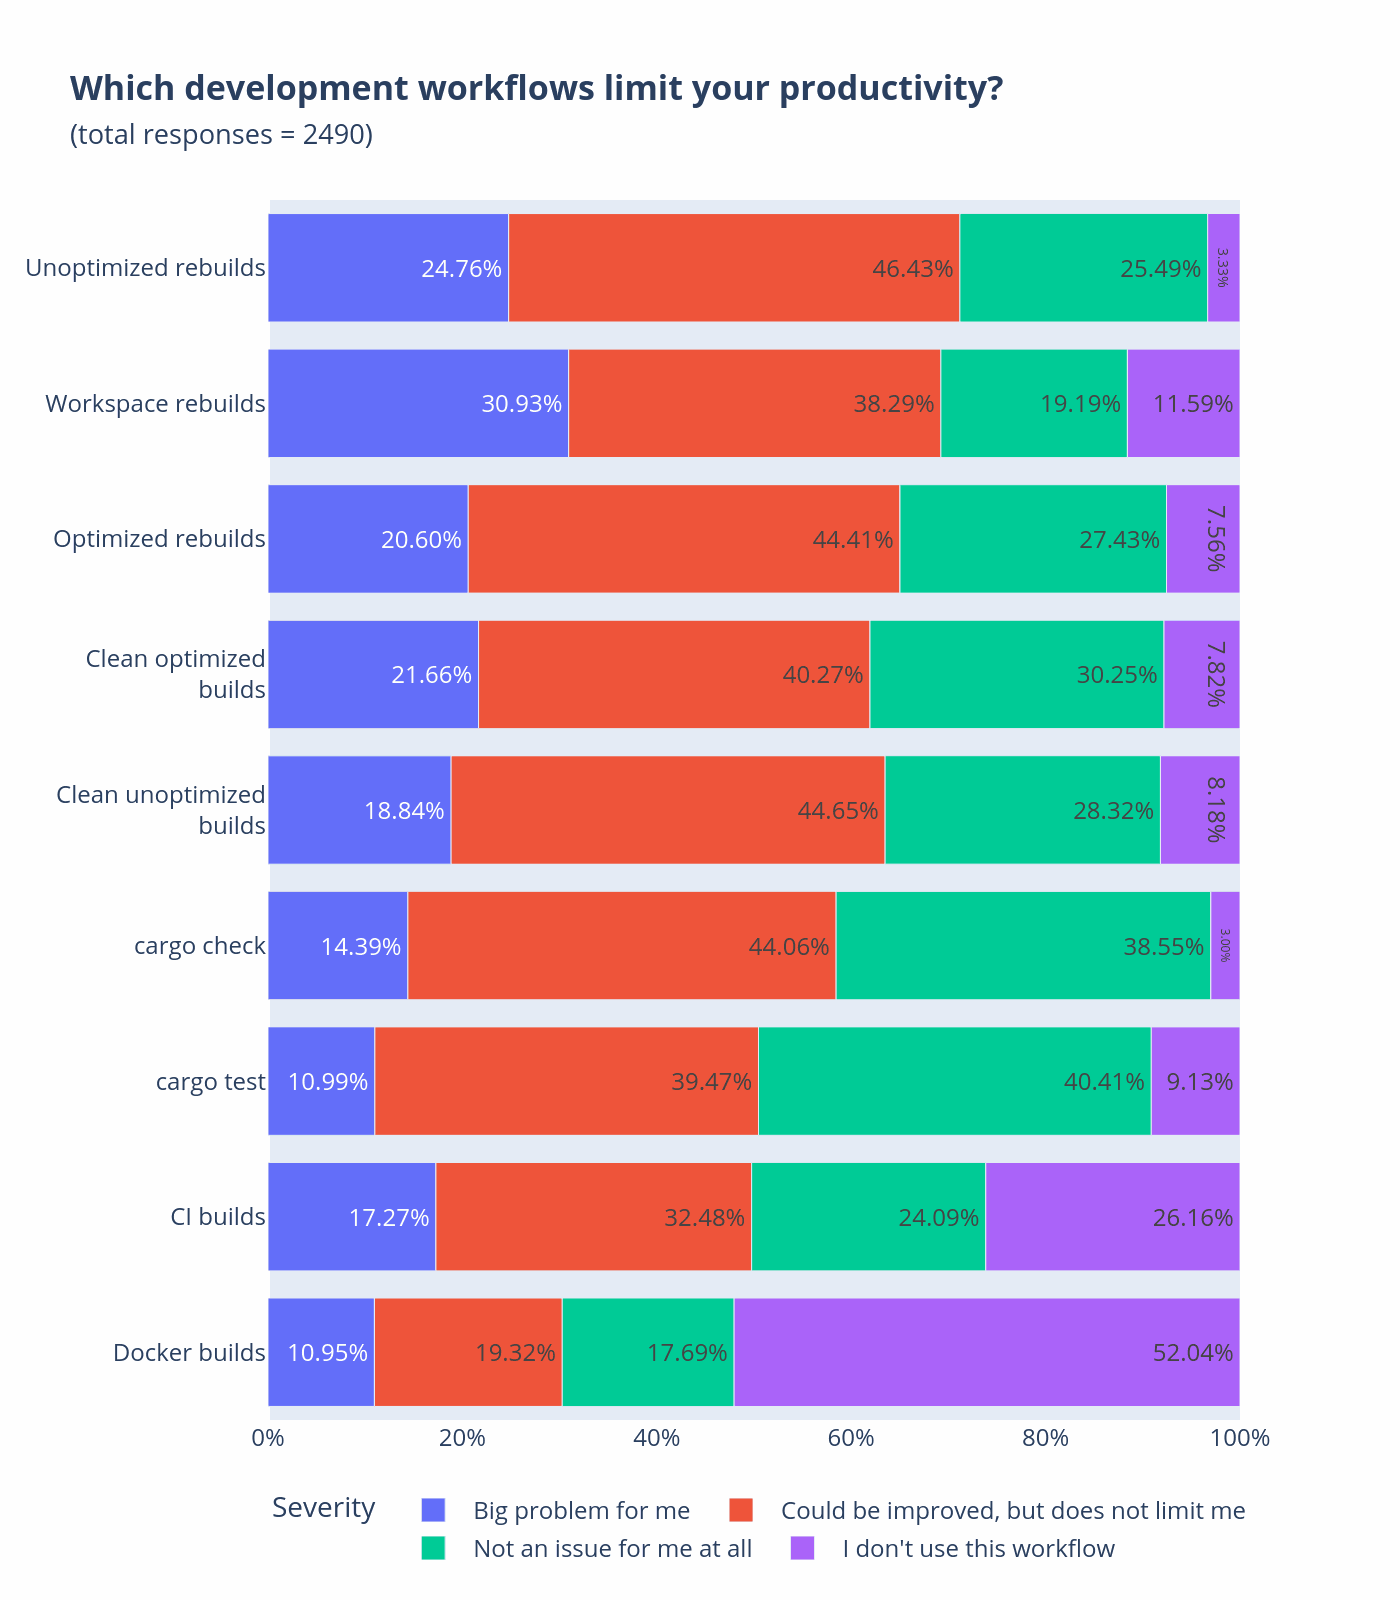 Which development workflows limit your productivity?
(total responses = 2490)
Unoptimized rebuilds 24.76% 46.43% 25.49% 3.33%
Workspace rebuilds 30.93% 38.29% 19.19% 11.59%
Optimized rebuilds 20.60% 44.41% 27.43% 7.56%
Clean optimized
builds 21.66% 40.27% 30.25% 7.82%
Clean unoptimized
builds 18.84% 44.65% 28.32% 8.18%
cargo check 14.39% 44.06% 38.55% 3.00%
cargo test 10.99% 39.47% 40.41% 9.13%
CI builds 17.27% 32.48% 24.09% 26.16%
Docker builds 10.95% 19.32% 17.69% 52.04%
0% 20% 40% 60% 80% 100%
Severity Big problem for me Could be improved, but does not limit me
Not an issue for me at all I don't use this workflow